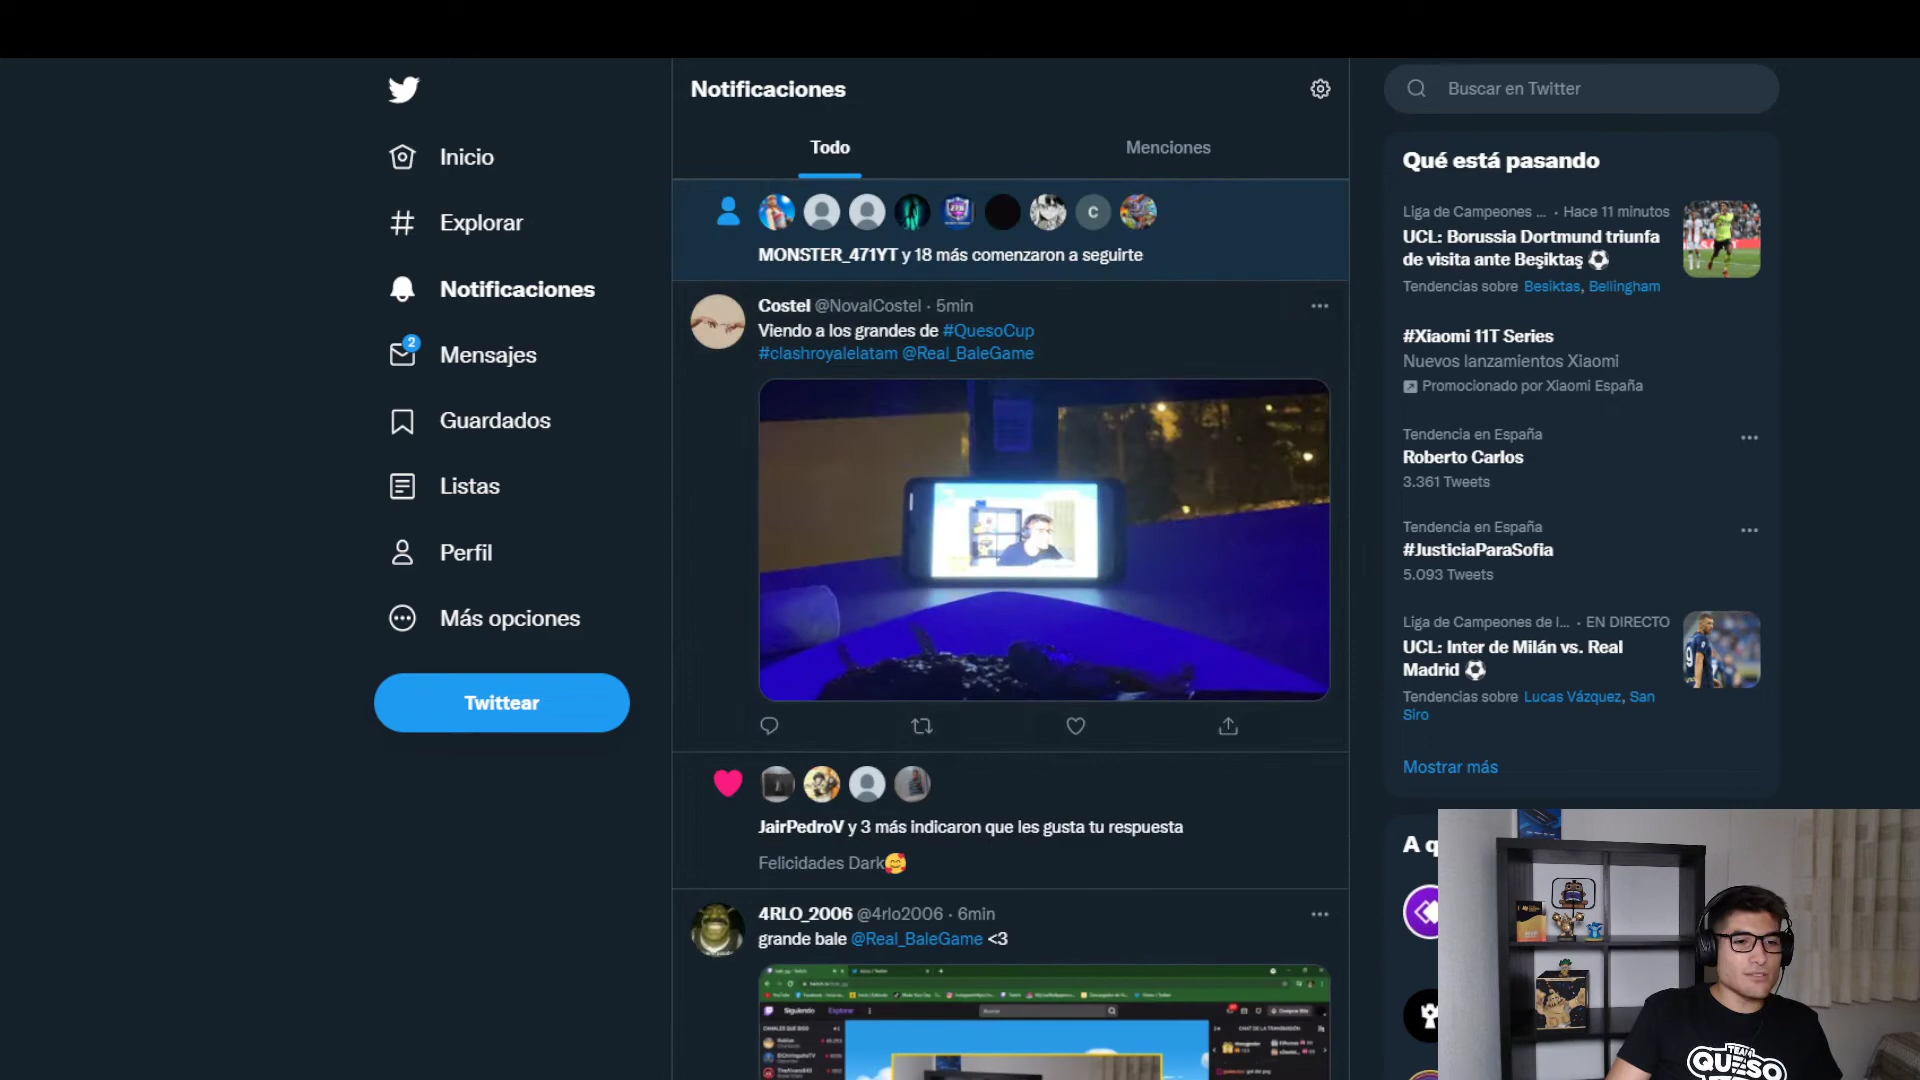 Inicio
Explorar
Notificaciones
2
Mensajes
Guardados
Listas
Perfil
Más opciones
Twittear
Notificaciones
Todo
Menciones
C
MONSTER_471YT y 18 más comenzaron a seguirte
Costel @NovalCostel · 5min
Viendo a los grandes de #QuesoCup
#clashroyalelatam @Real_BaleGame
JairPedroV y 3 más indicaron que les gusta tu respuesta
Felicidades Dark🥰
4RLO_2006 @4rlo2006 · 6min
grande bale @Real_BaleGame <3
Siguiendo
Explorar
Buscar
Buscar en Twitter
Qué está pasando
Liga de Campeones ... · Hace 11 minutos
UCL: Borussia Dortmund triunfa
de visita ante Beşiktaş ⚽
Tendencias sobre Besiktas, Bellingham
#Xiaomi 11T Series
Nuevos lanzamientos Xiaomi
Promocionado por Xiaomi España
Tendencia en España
Roberto Carlos
3.361 Tweets
Tendencia en España
#JusticiaParaSofia
5.093 Tweets
Liga de Campeones de l... · EN DIRECTO
UCL: Inter de Milán vs. Real
Madrid ⚽
Tendencias sobre Lucas Vázquez, San
Siro
Mostrar más
A q
TEAM
QUESO